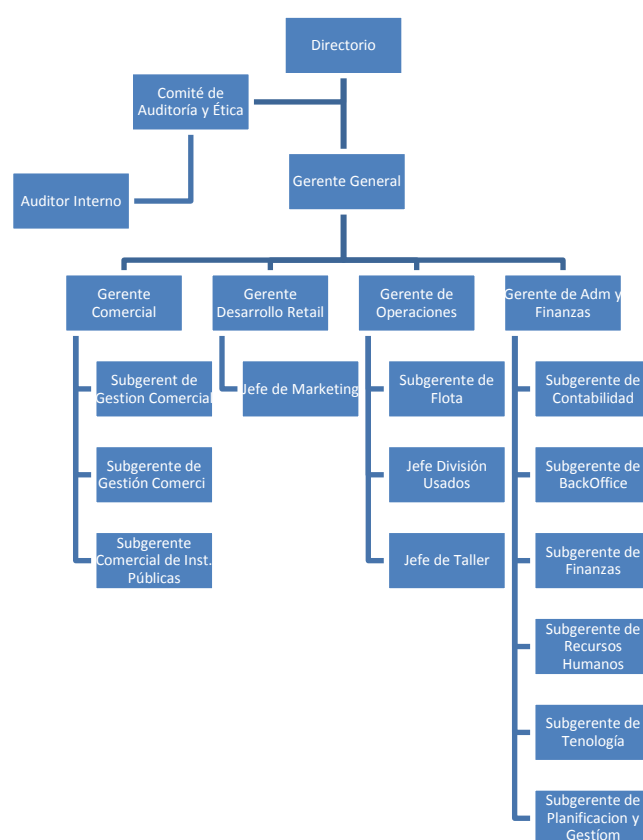 Directorio
Comité de
Auditoría y Ética
Gerente General
Auditor Interno
Gerente
Comercial
Gerente
Desarrollo Retail
Gerente de
Operaciones
Gerente de Adm y
Finanzas
Subgerent de
Gestion Comercial
Jefe de Marketing
Subgerente de
Flota
Subgerente de
Contabilidad
Subgerente de
Gestión Comerci
Jefe División
Usados
Subgerente de
BackOffice
Subgerente
Comercial de Inst.
Públicas
Jefe de Taller
Subgerente de
Finanzas
Subgerente de
Recursos
Humanos
Subgerente de
Tenología
Subgerente de
Planificacion y
Gestíom